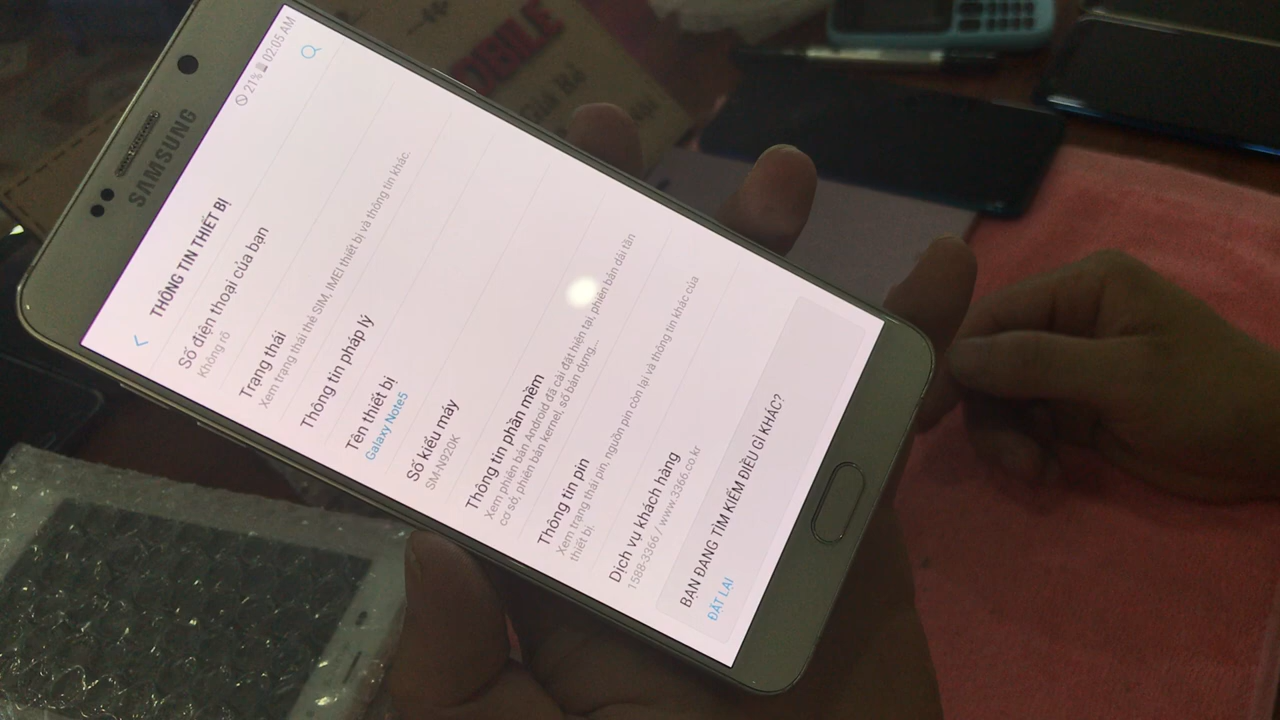 SAMSUNG
21% 02:05 AM
THÔNG TIN THIẾT BỊ
Số điện thoại của bạn
Không rõ
Trạng thái
Xem trạng thái thẻ SIM, IMEI thiết bị và thông tin khác.
Thông tin pháp lý
Tên thiết bị
Galaxy Note5
Số kiểu máy
SM-N920K
Thông tin phần mềm
Xem phiên bản Android đã cài đặt hiện tại, phiên bản dải tần
cơ sở, phiên bản kernel, số bản dựng,...
Thông tin pin
Xem trạng thái pin, nguồn pin còn lại và thông tin khác của
thiết bị.
Dịch vụ khách hàng
1588-3366 / www.3366.co.kr
BẠN ĐANG TÌM KIẾM ĐIỀU GÌ KHÁC?
ĐẶT LẠI